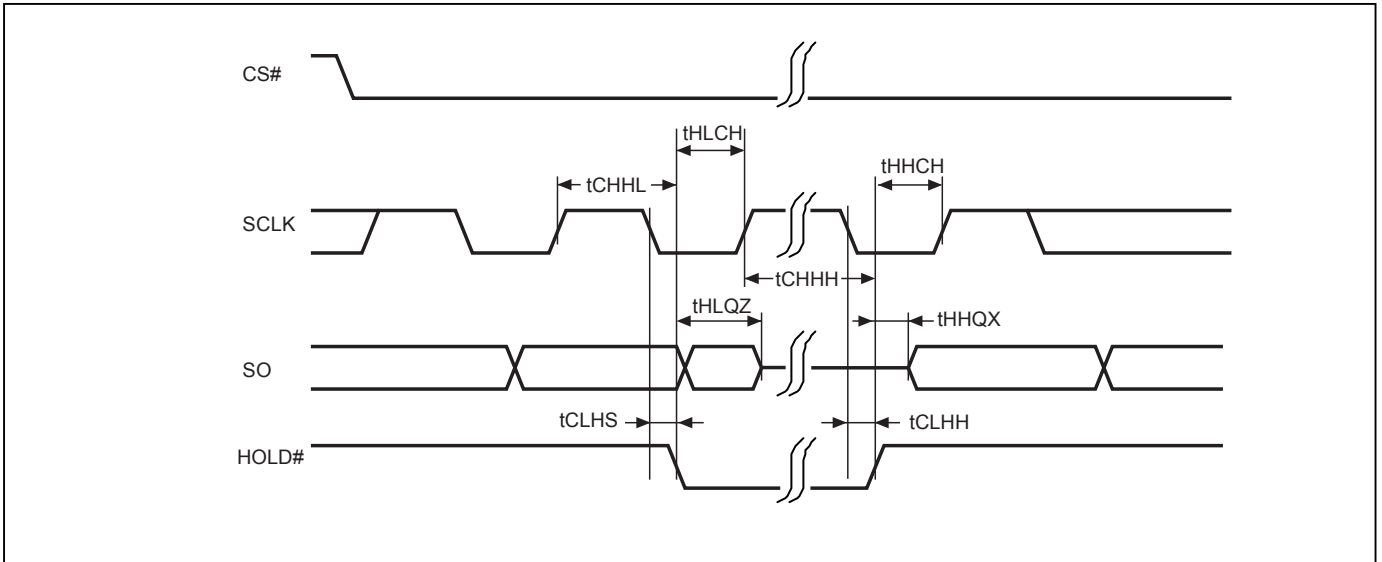 CS#
tHLCH
tHHCH
tCHHL
SCLK
tCHHH
tHLQZ
tHHQX
SO
tCLHS
tCLHH
HOLD#